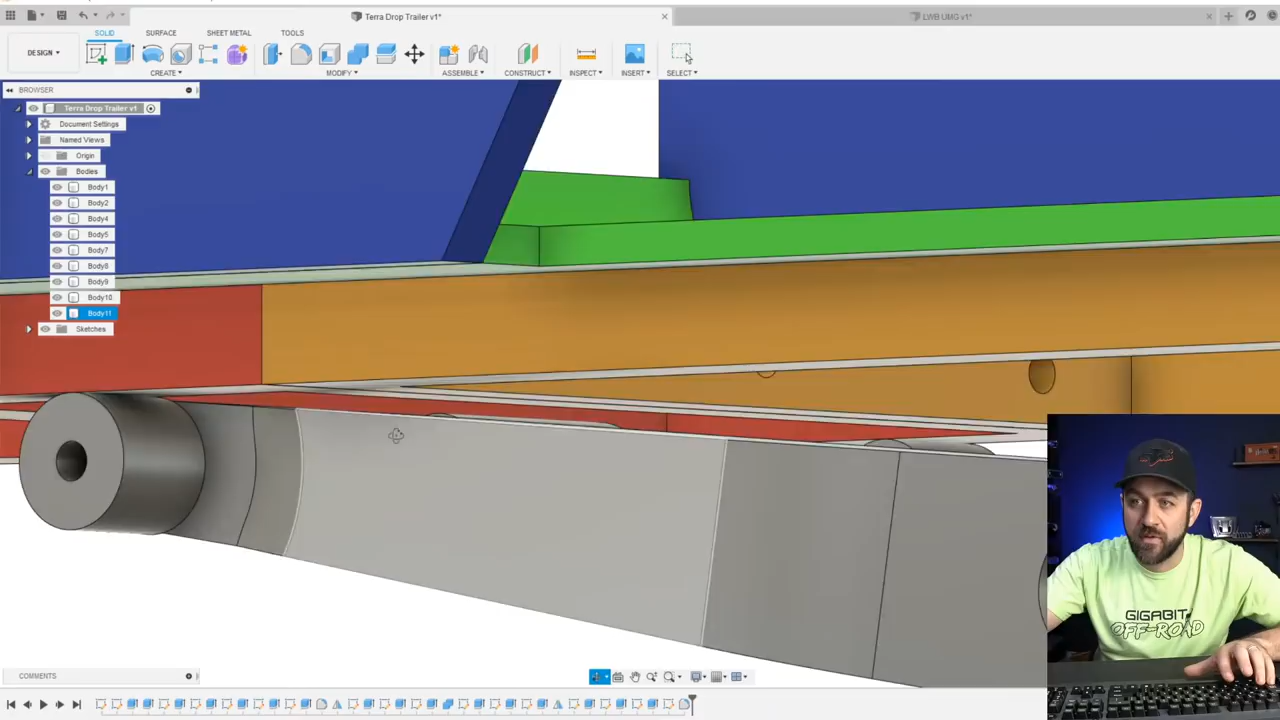 Terra Drop Trailer v1*
LWB UMG v1*
DESIGN
SOLID
SURFACE
SHEET METAL
TOOLS
CREATE
MODIFY
ASSEMBLE
CONSTRUCT
INSPECT
INSERT
SELECT
BROWSER
Terra Drop Trailer v1
Document Settings
Named Views
Origin
Bodies
Body1
Body2
Body4
Body5
Body7
Body8
Body9
Body10
Body11
Sketches
COMMENTS
GIGABIT
OFF-ROAD